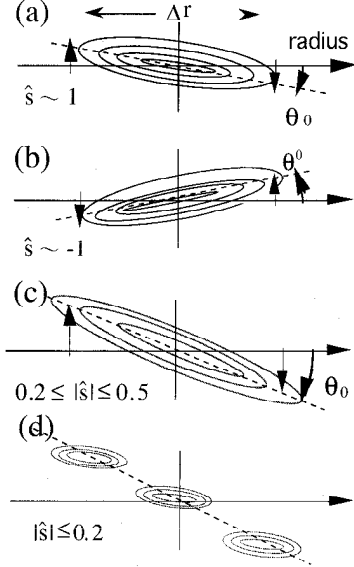 (a)
Δr
radius
ŝ ~ 1
θ₀
(b)
θ⁰
ŝ ~ -1
(c)
0.2 ≤ |ŝ| ≤ 0.5
θ₀
(d)
|ŝ| ≤ 0.2